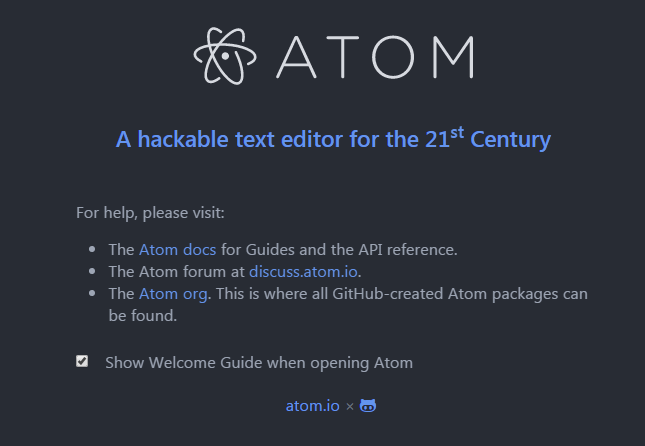 ATOM
A hackable text editor for the 21st Century
For help, please visit:
The Atom docs for Guides and the API reference.
The Atom forum at discuss.atom.io.
The Atom org. This is where all GitHub-created Atom packages can
be found.
Show Welcome Guide when opening Atom
atom.io ×